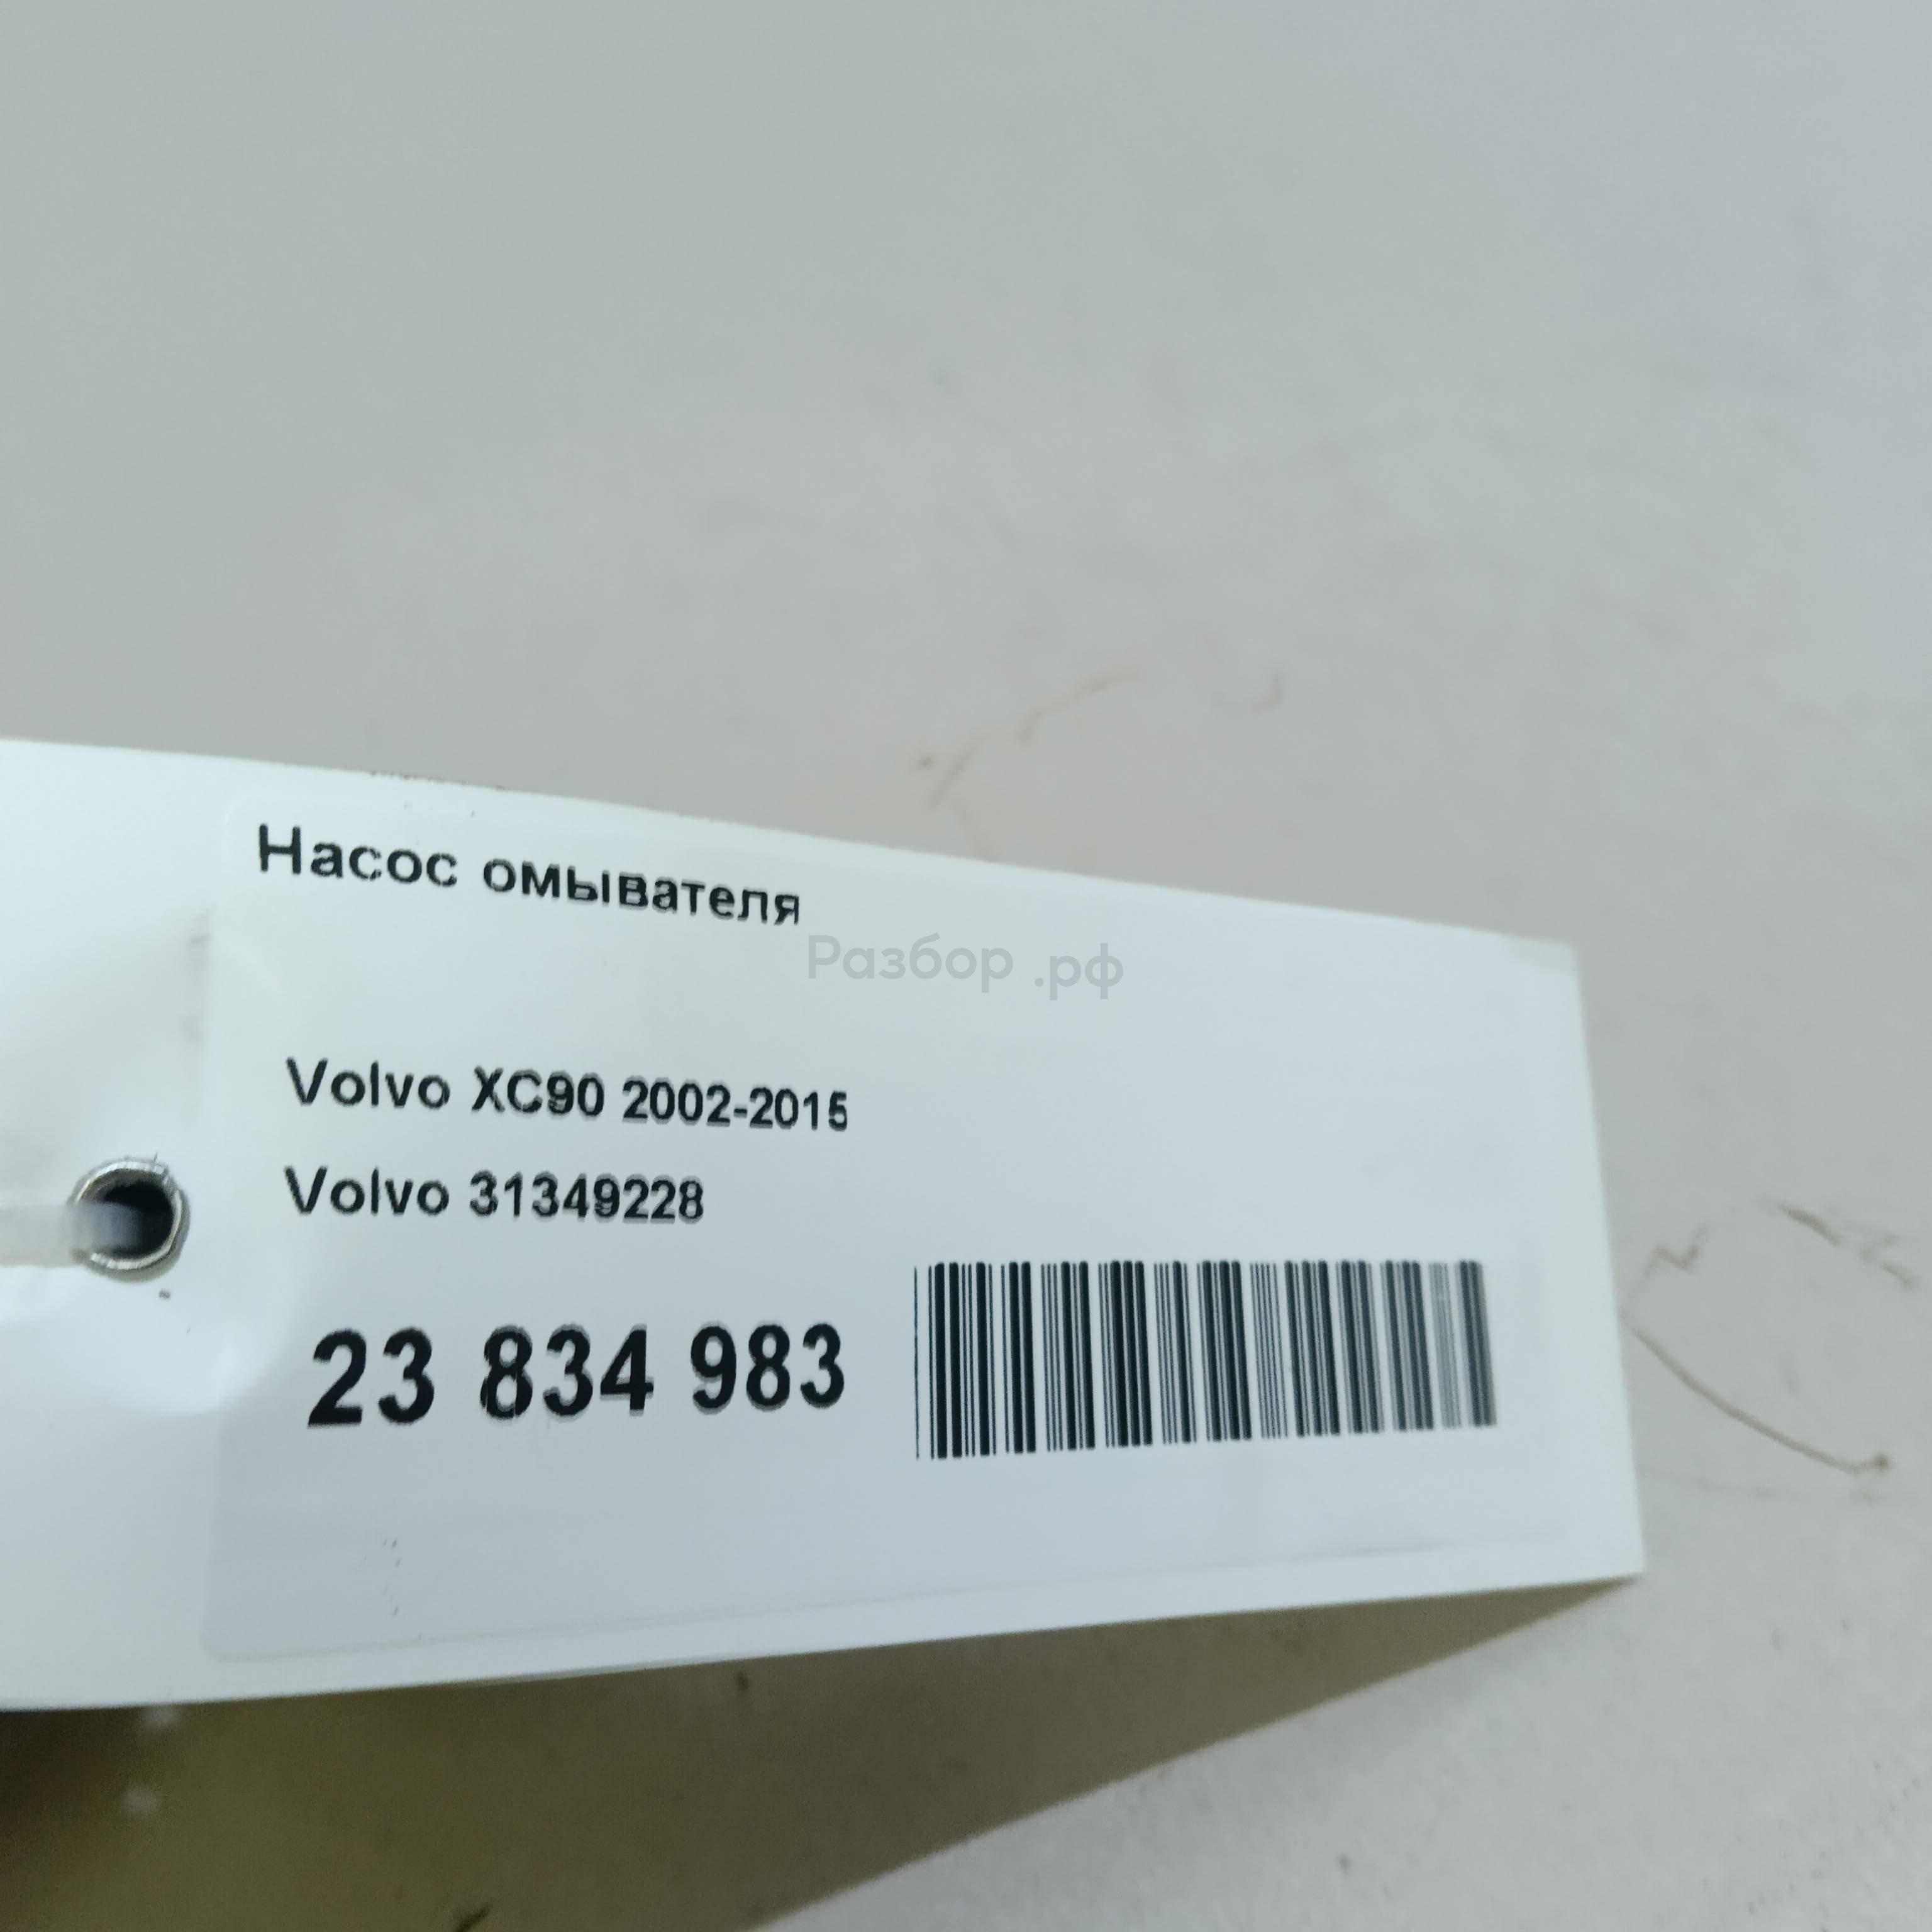 Насос омывателя
Разбор .рф
Volvo XC90 2002-2015
Volvo 31349228
23 834 983